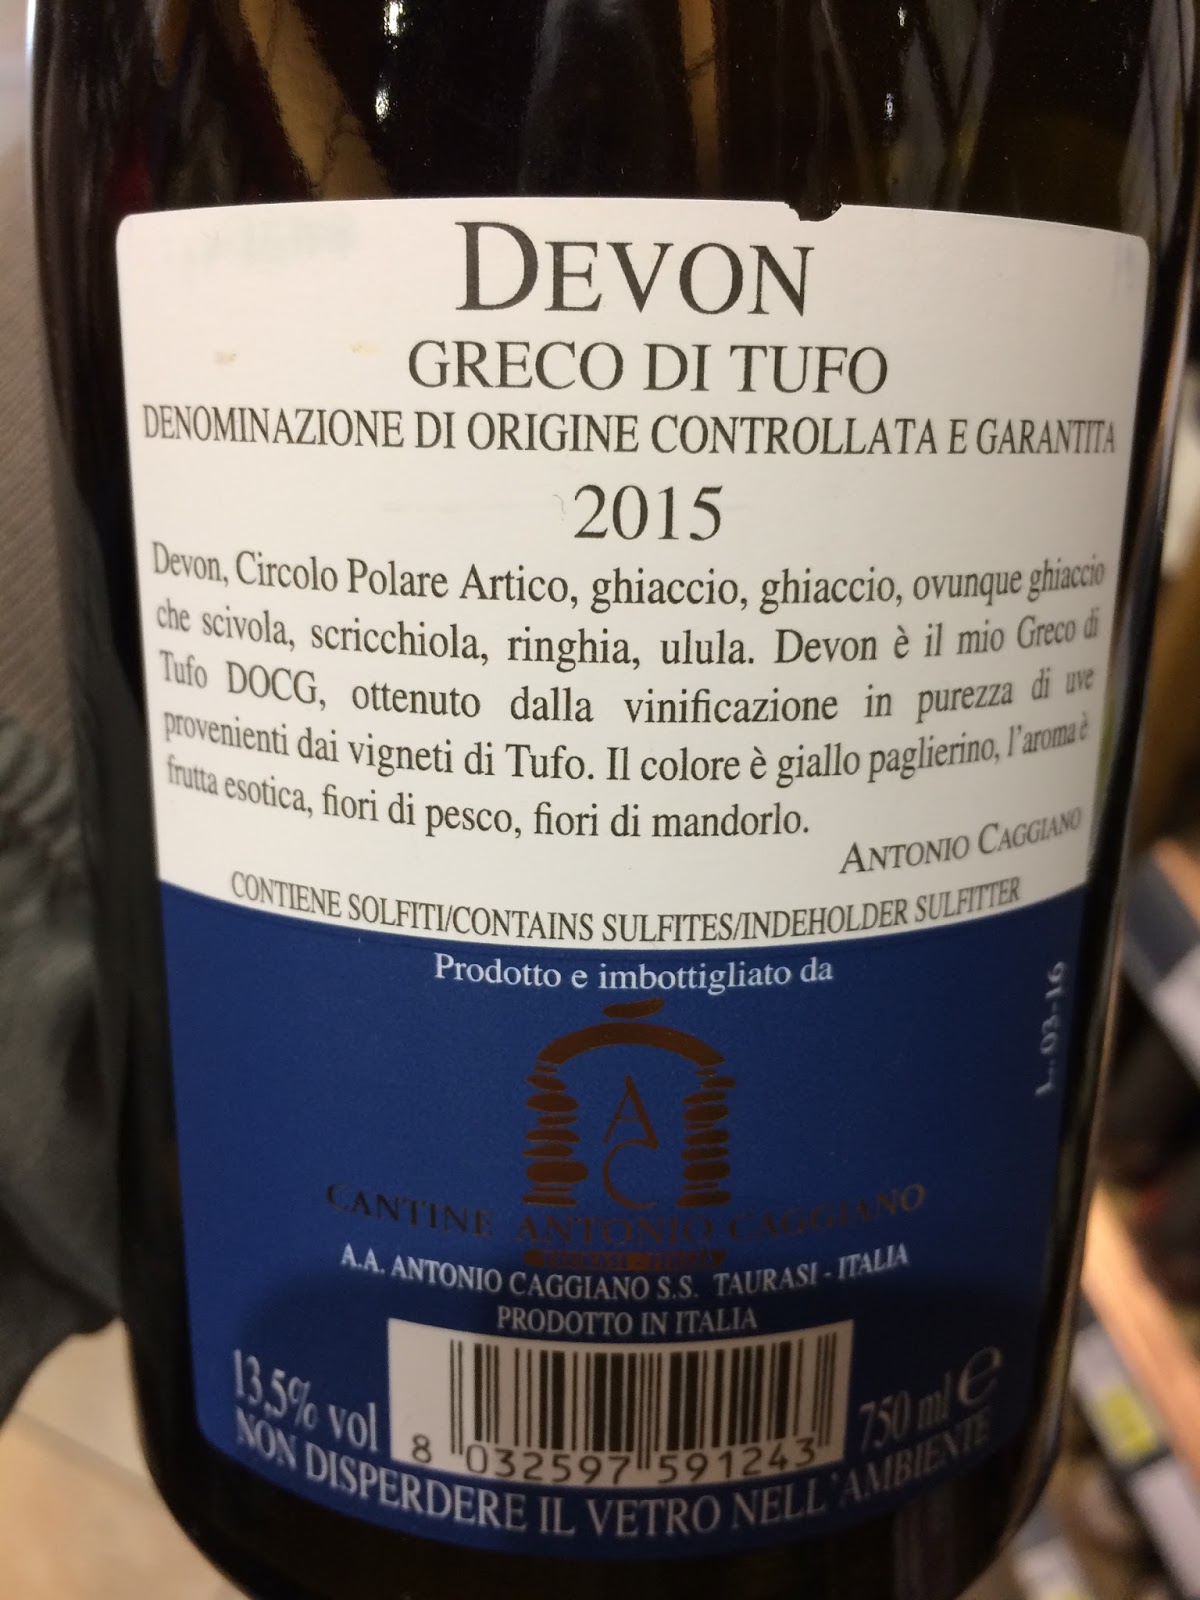 DEVON
GRECO DI TUFO
DENOMINAZIONE DI ORIGINE CONTROLLATA E GARANTITA
2015
Devon, Circolo Polare Artico, ghiaccio, ghiaccio, ovunque ghiaccio
che scivola, scricchiola, ringhia, ulula. Devon è il mio Greco di
Tufo DOCG, ottenuto dalla vinificazione in purezza di uve
provenienti dai vigneti di Tufo. Il colore è giallo paglierino, l'aroma è
frutta esotica, fiori di pesco, fiori di mandorlo.
ANTONIO CAGGIANO
CONTIENE SOLFITI/CONTAINS SULFITES/INDEHOLDER SULFITTER
Prodotto e imbottigliato da
L. 03-16
AC
CANTINE ANTONIO CAGGIANO
A.A. ANTONIO CAGGIANO S.S. TAURASI - ITALIA
PRODOTTO IN ITALIA
13,5% vol
750 ml e
8 032597 591243
NON DISPERDERE IL VETRO NELL'AMBIENTE